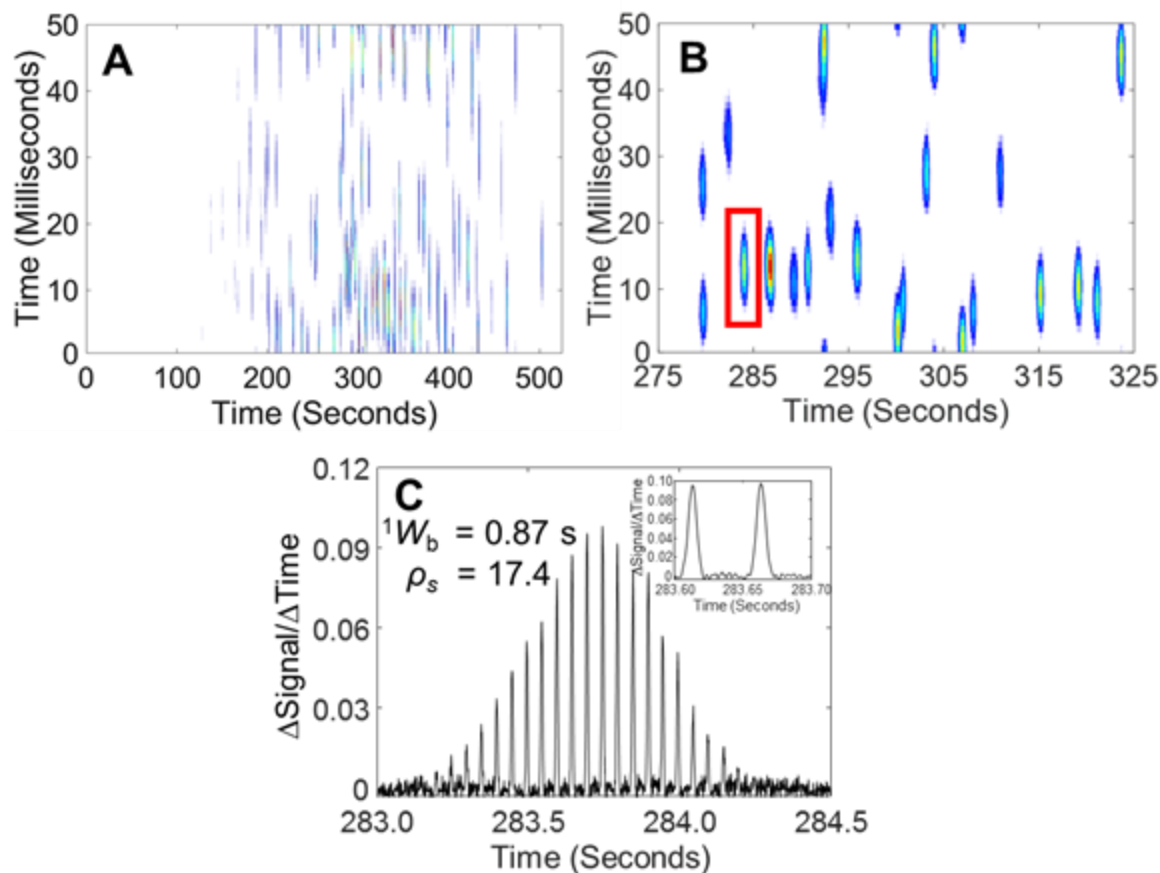 A
50
40
30
20
10
0
Time (Milliseconds)
0 100 200 300 400 500
Time (Seconds)
B
50
40
30
20
10
0
Time (Milliseconds)
275 285 295 305 315 325
Time (Seconds)
C
0.12
0.09
0.06
0.03
0
ΔSignal/ΔTime
¹Wb = 0.87 s
ρs = 17.4
0.10
0.08
0.06
0.04
0.02
0
ΔSignal/ΔTime
283.60 283.65 283.70
Time (Seconds)
283.0 283.5 284.0 284.5
Time (Seconds)